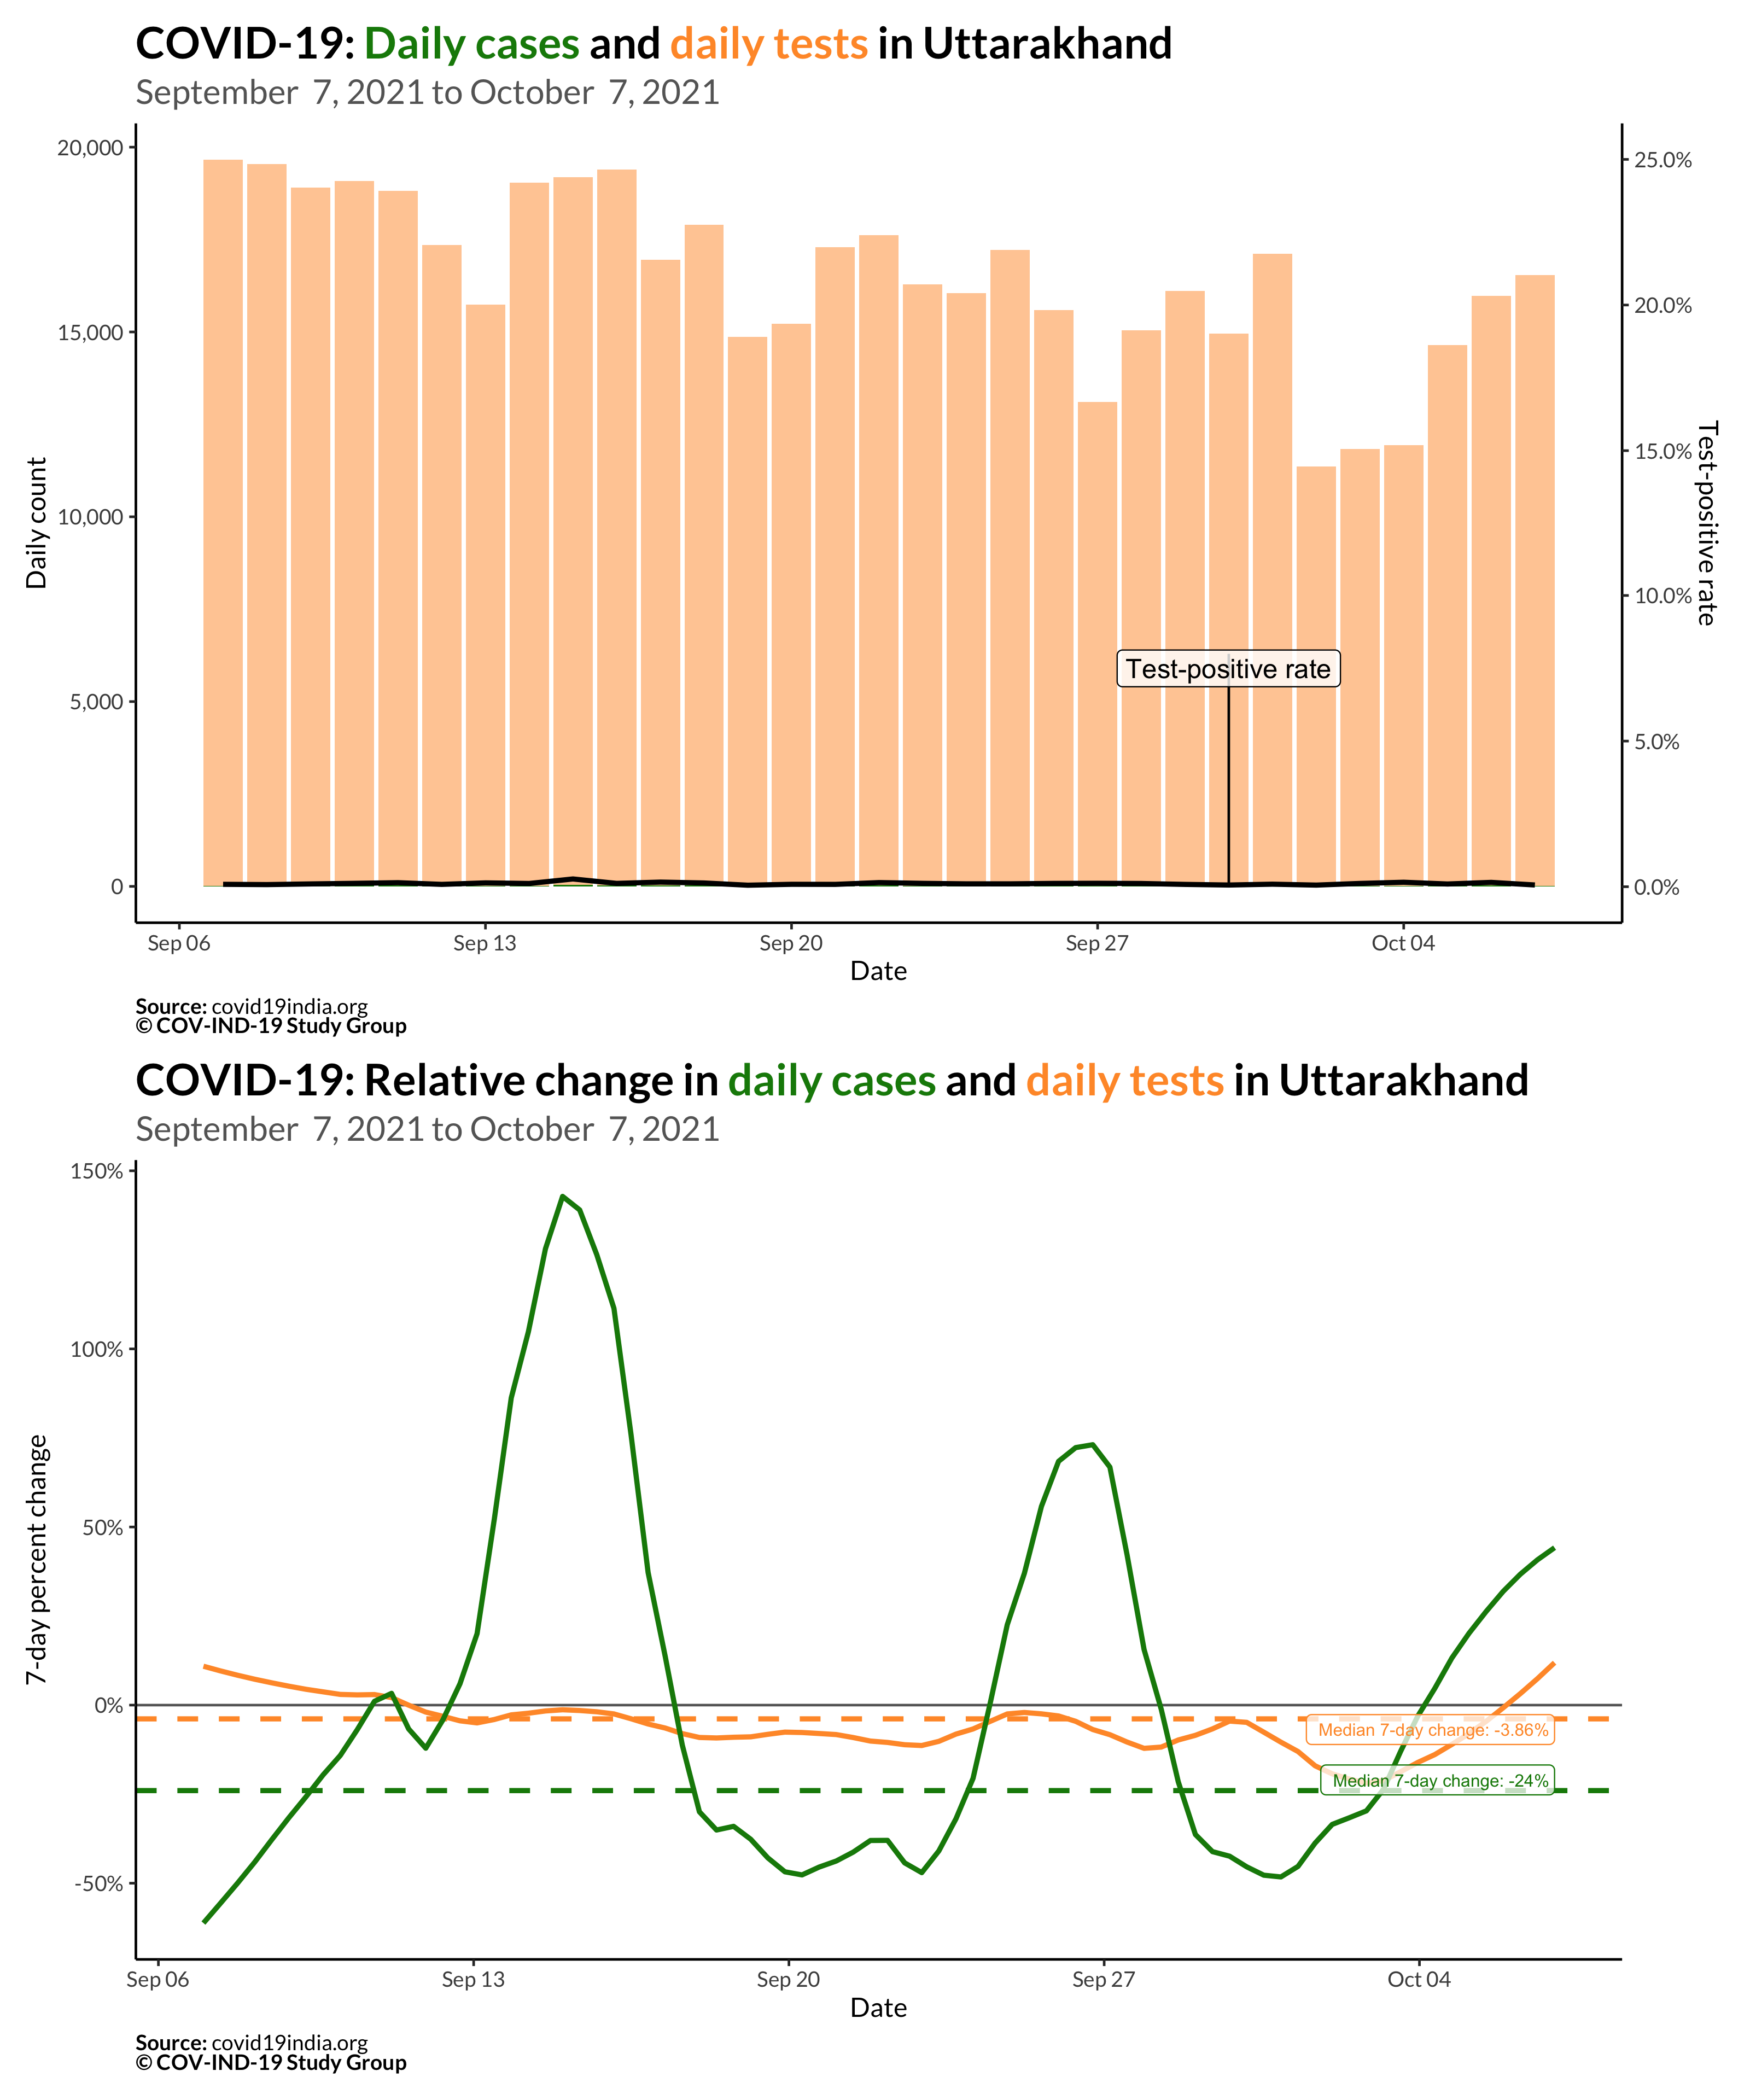 COVID-19: Daily cases and daily tests in Uttarakhand
September 7, 2021 to October 7, 2021
20,000
15,000
10,000
5,000
0
Daily count
25.0%
20.0%
15.0%
10.0%
5.0%
0.0%
Test-positive rate
Test-positive rate
Sep 06
Sep 13
Sep 20
Sep 27
Oct 04
Date
Source: covid19india.org
© COV-IND-19 Study Group
COVID-19: Relative change in daily cases and daily tests in Uttarakhand
September 7, 2021 to October 7, 2021
150%
100%
50%
0%
-50%
7-day percent change
Median 7-day change: -3.86%
Median 7-day change: -24%
Sep 06
Sep 13
Sep 20
Sep 27
Oct 04
Date
Source: covid19india.org
© COV-IND-19 Study Group